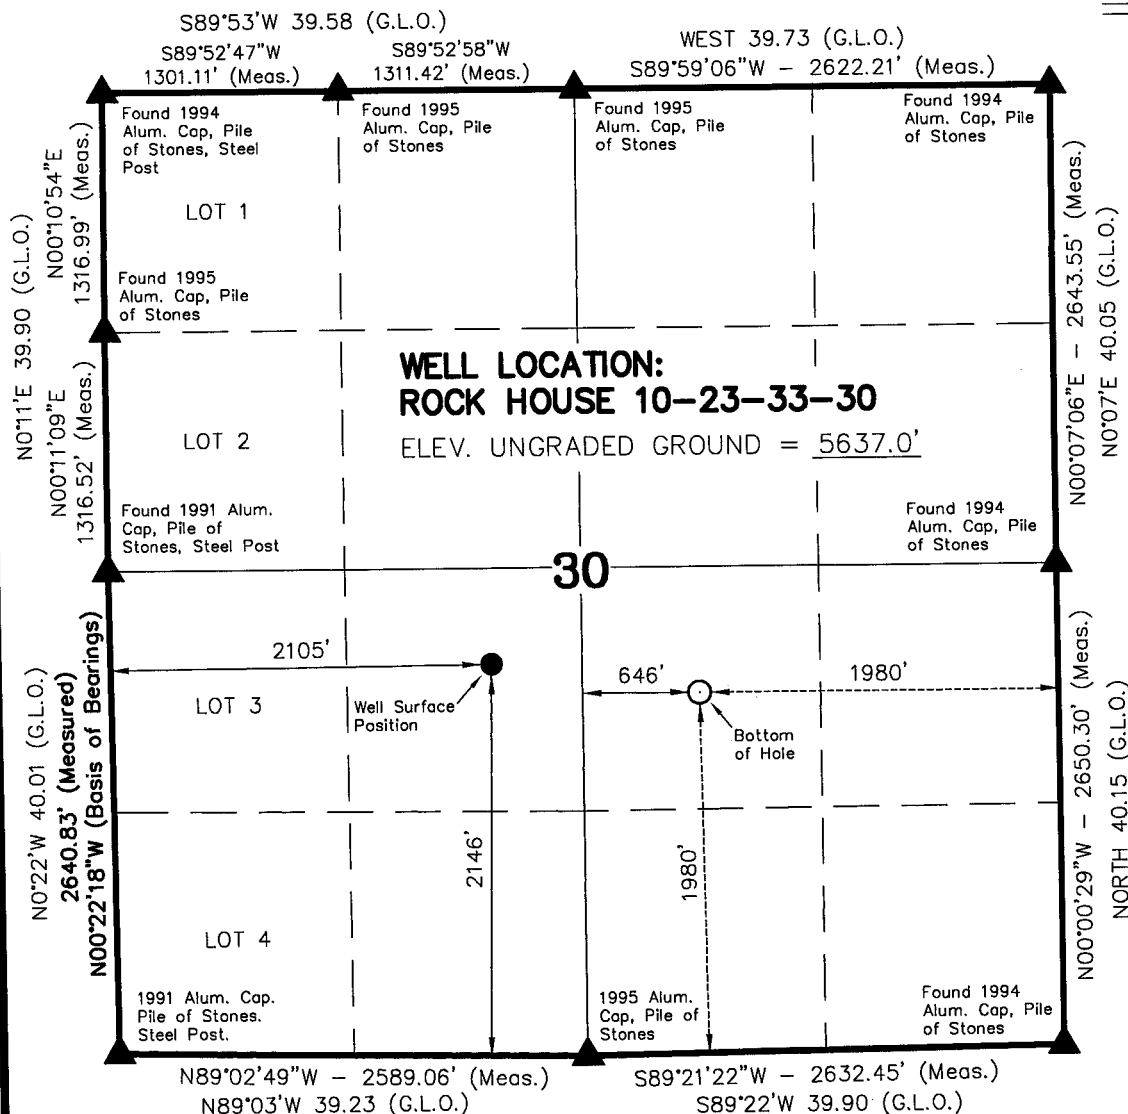 S89°53'W 39.58 (G.L.O.)
S89°52'47"W
1301.11' (Meas.)
S89°52'58"W
1311.42' (Meas.)
WEST 39.73 (G.L.O.)
S89°59'06"W - 2622.21' (Meas.)
Found 1994
Alum. Cap, Pile
of Stones, Steel
Post
Found 1995
Alum. Cap, Pile
of Stones
Found 1995
Alum. Cap, Pile
of Stones
Found 1994
Alum. Cap, Pile
of Stones
N0°11'E 39.90 (G.L.O.)
N00°10'54"E
1316.99' (Meas.)
LOT 1
Found 1995
Alum. Cap, Pile
of Stones
N00°11'09"E
1316.52' (Meas.)
WELL LOCATION:
ROCK HOUSE 10-23-33-30
ELEV. UNGRADED GROUND = 5637.0'
LOT 2
N00°07'06"E - 2643.55' (Meas.)
N0°07'E 40.05 (G.L.O.)
Found 1991 Alum.
Cap, Pile of
Stones, Steel Post
Found 1994
Alum. Cap, Pile
of Stones
30
2105'
646'
1980'
LOT 3
Well Surface
Position
Bottom
of Hole
N0°22'W 40.01 (G.L.O.)
2640.83' (Measured)
N00°22'18"W (Basis of Bearings)
2146'
1980'
N00°00'29"W - 2650.30' (Meas.)
NORTH 40.15 (G.L.O.)
LOT 4
1991 Alum. Cap.
Pile of Stones.
Steel Post.
1995 Alum.
Cap, Pile of
Stones
Found 1994
Alum. Cap, Pile
of Stones
N89°02'49"W - 2589.06' (Meas.)
N89°03'W 39.23 (G.L.O.)
S89°21'22"W - 2632.45' (Meas.)
S89°22'W 39.90 (G.L.O.)